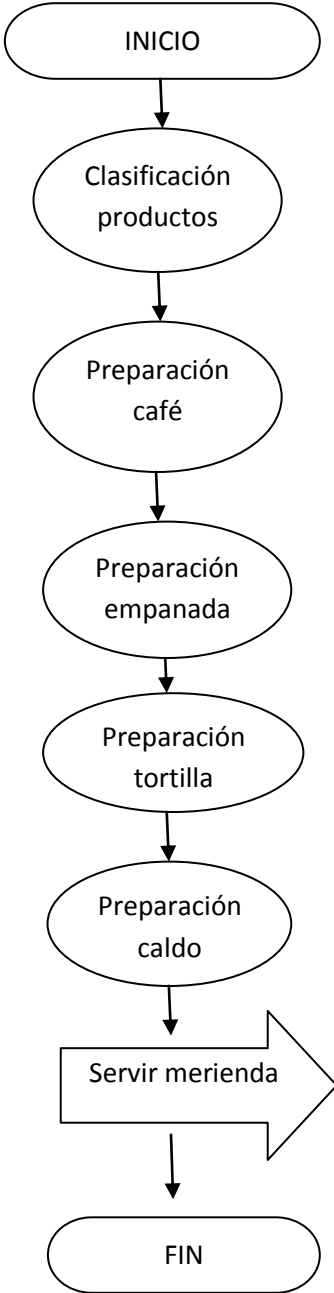 INICIO
Clasificación
productos
Preparación
café
Preparación
empanada
Preparación
tortilla
Preparación
caldo
Servir merienda
FIN